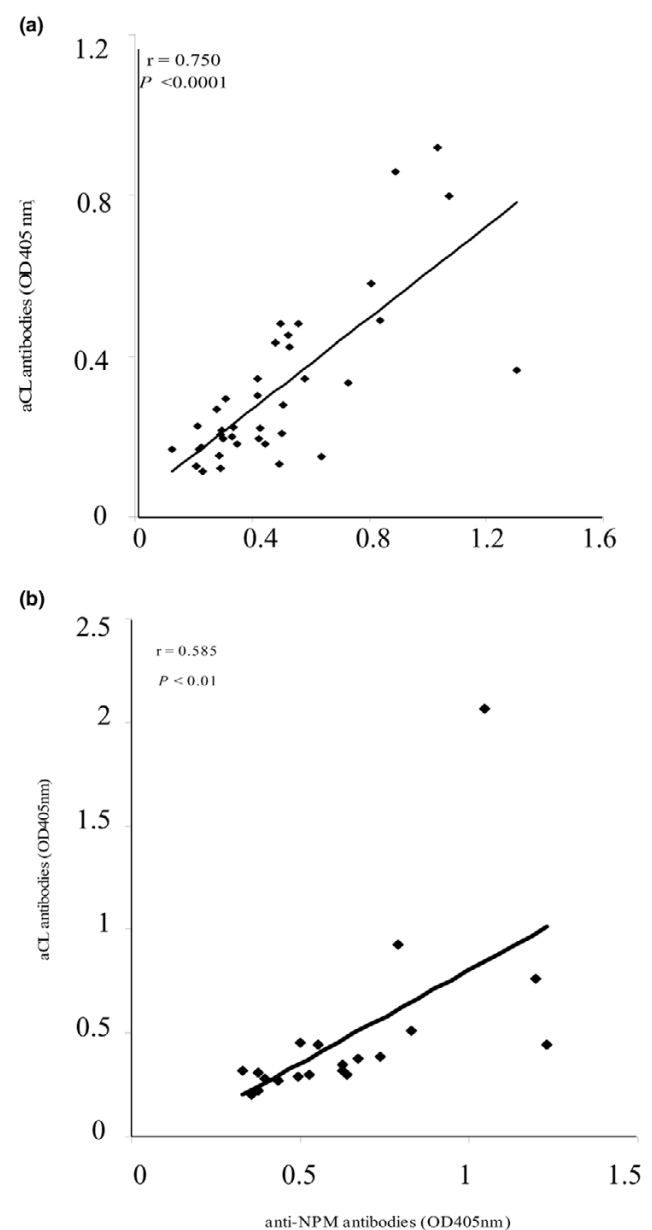 (a)
1.2
r = 0.750
P <0.0001
0.8
aCL antibodies (OD 405 nm)
0.4
0
0 0.4 0.8 1.2 1.6
(b)
2.5
r = 0.585
P < 0.01
2
1.5
aCL antibodies (OD405nm)
1
0.5
0
0 0.5 1 1.5
anti-NPM antibodies (OD405nm)